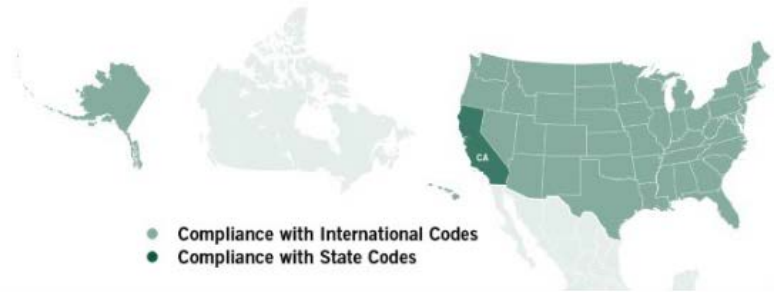 CA
Compliance with International Codes
Compliance with State Codes